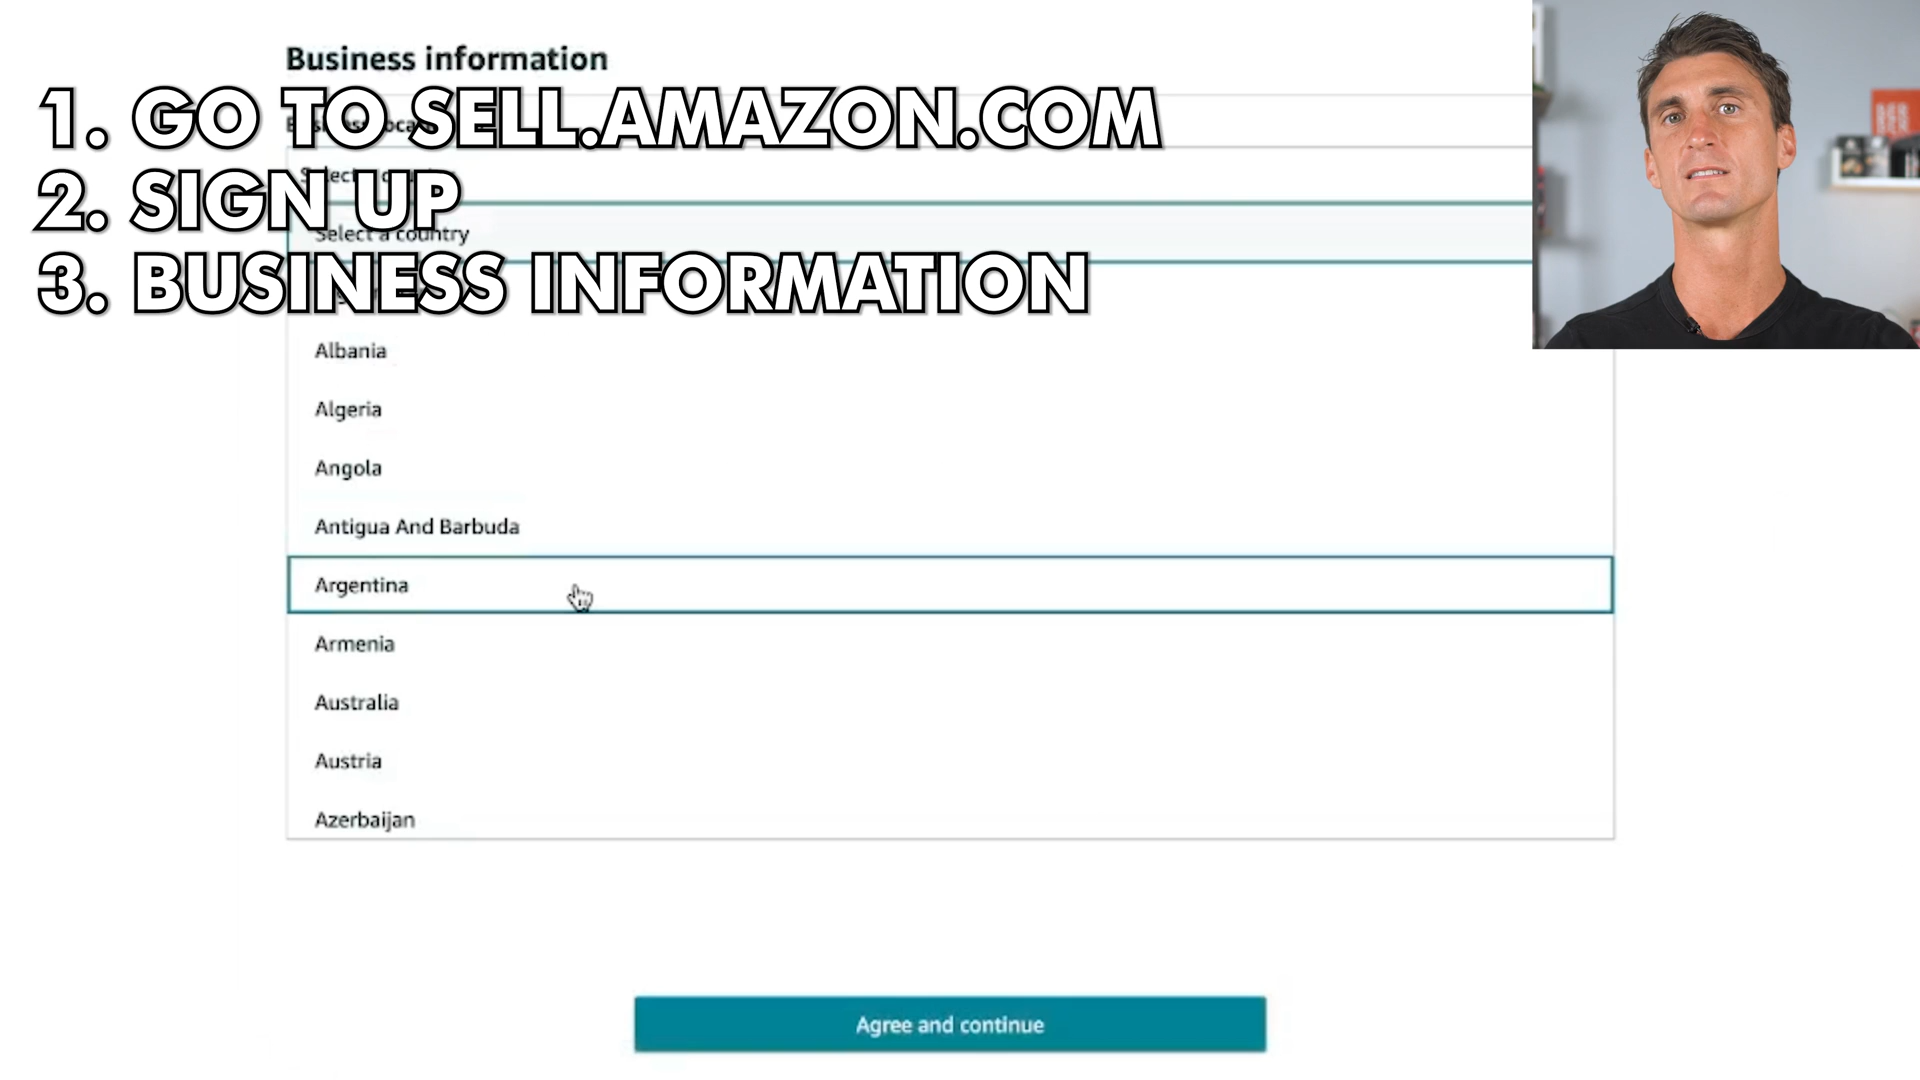 Business information
1. GO TO SELL.AMAZON.COM
2. SIGN UP
Select a country
3. BUSINESS INFORMATION
Albania
Algeria
Angola
Antigua And Barbuda
Argentina
Armenia
Australia
Austria
Azerbaijan
Agree and continue